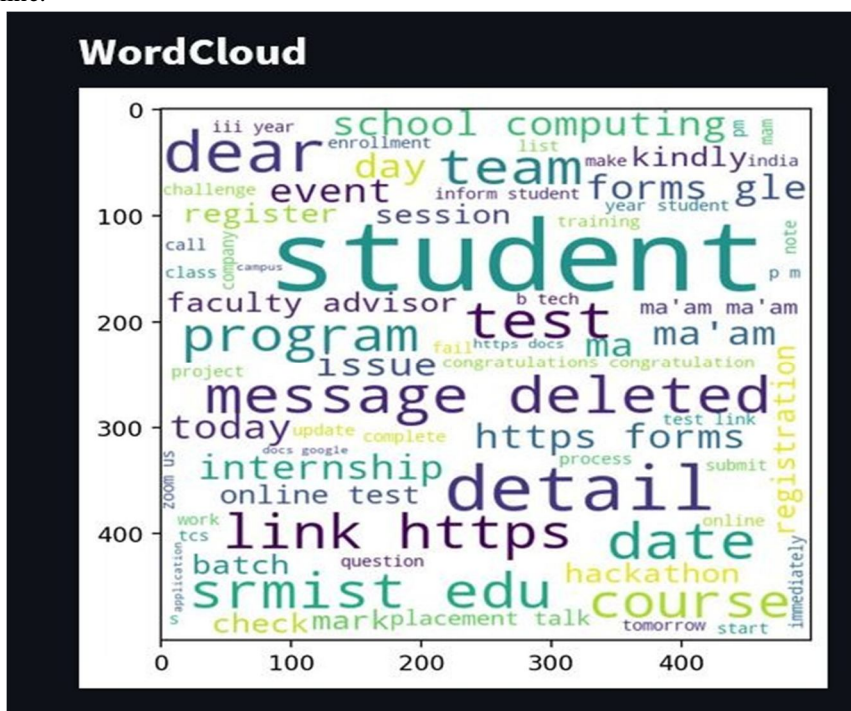 WordCloud
0
iii year
school computing
pm
mam
dear
enrollment
list
day
team
make
kindly
india
challenge
event
inform student
forms gle
year student
100
register
session
training
note
call
company
student
class
campus
p m
faculty advisor
b tech
test
ma'am ma'am
200
program
ma'am
fail
https docs
ma
issue
congratulations congratulation
project
message deleted
registration
300
today
test link
update
complete
https forms
docs google
zoom us
internship
process
submit
online test
detail
work
tcs
link https
online
400
date
application
batch
question
hackathon
immediately
srmist edu
course
s
check
mark
placement talk
tomorrow
start
0
100
200
300
400